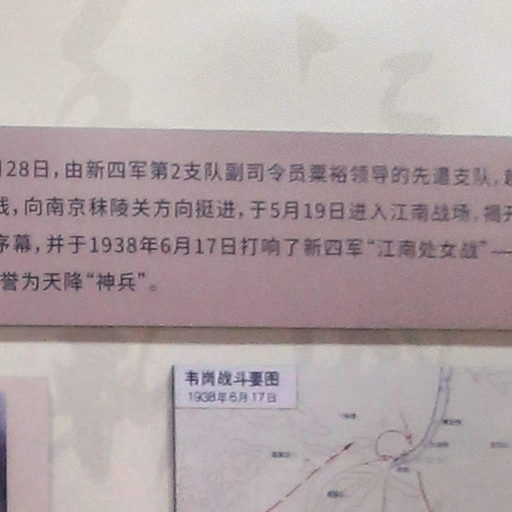 月28日，由新四军第2支队副司令员粟裕领导的先遣支队，越
线，向南京秣陵关方向挺进，于5月19日进入江南战场，揭开
序幕，并于1938年6月17日打响了新四军“江南处女战”—
誉为天降“神兵”。
韦岗战斗要图
1938年6月17日